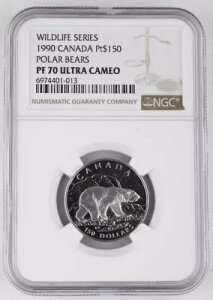 WILDLIFE SERIES
1990 CANADA Pt$150
POLAR BEARS
PF 70 ULTRA CAMEO
6974401-013
NUMISMATIC GUARANTY COMPANY
NGC
CANADA
150 DOLLARS